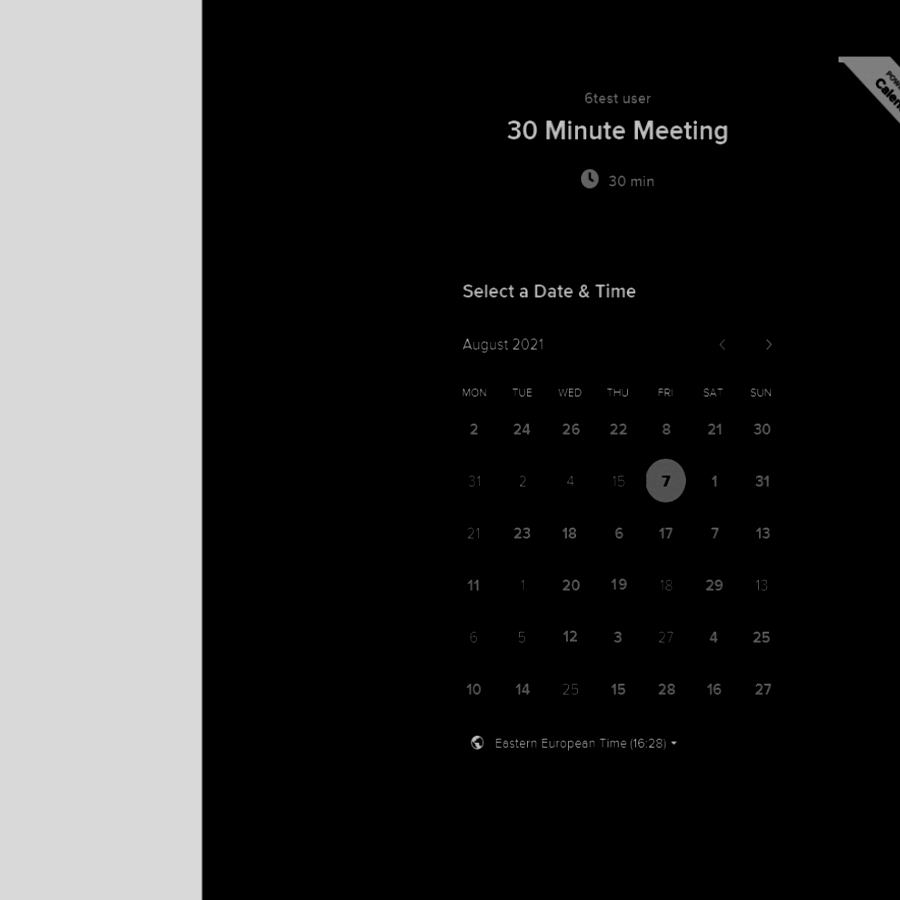 6test user
30 Minute Meeting
30 min
Select a Date & Time
August 2021
MON TUE WED THU FRI SAT SUN
2 24 26 22 8 21 30
31 2 4 15 7 1 31
21 23 18 6 17 7 13
11 1 20 19 18 29 13
6 5 12 3 27 4 25
10 14 25 15 28 16 27
Eastern European Time (16:28)